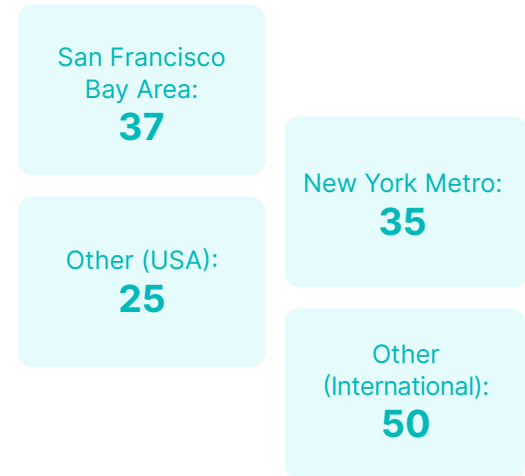 San Francisco
Bay Area:
37
New York Metro:
35
Other (USA):
25
Other
(International):
50